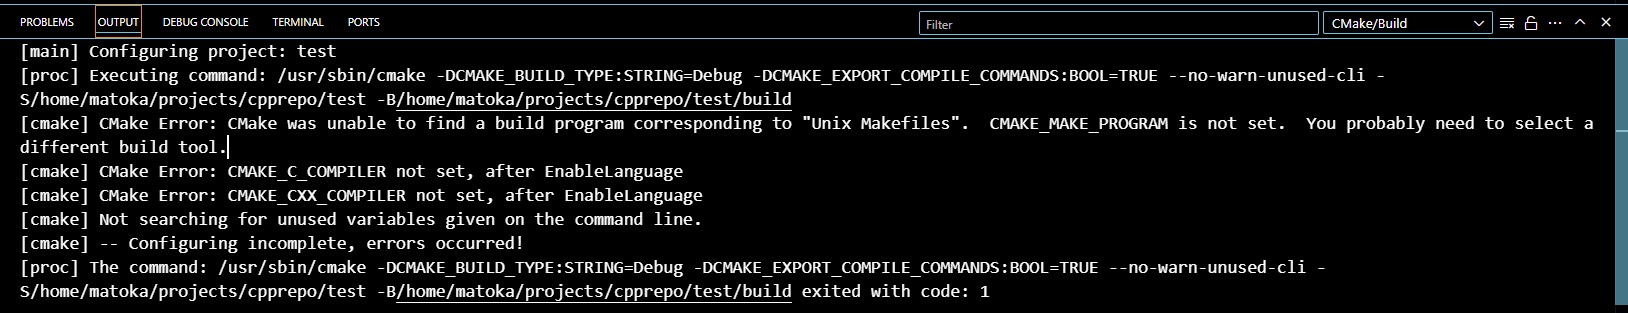 PROBLEMS OUTPUT DEBUG CONSOLE TERMINAL PORTS Filter CMake/Build
[main] Configuring project: test
[proc] Executing command: /usr/sbin/cmake -DCMAKE_BUILD_TYPE:STRING=Debug -DCMAKE_EXPORT_COMPILE_COMMANDS:BOOL=TRUE --no-warn-unused-cli -
S/home/matoka/projects/cpprepo/test -B/home/matoka/projects/cpprepo/test/build
[cmake] CMake Error: CMake was unable to find a build program corresponding to "Unix Makefiles".  CMAKE_MAKE_PROGRAM is not set.  You probably need to select a
different build tool.
[cmake] CMake Error: CMAKE_C_COMPILER not set, after EnableLanguage
[cmake] CMake Error: CMAKE_CXX_COMPILER not set, after EnableLanguage
[cmake] Not searching for unused variables given on the command line.
[cmake] -- Configuring incomplete, errors occurred!
[proc] The command: /usr/sbin/cmake -DCMAKE_BUILD_TYPE:STRING=Debug -DCMAKE_EXPORT_COMPILE_COMMANDS:BOOL=TRUE --no-warn-unused-cli -
S/home/matoka/projects/cpprepo/test -B/home/matoka/projects/cpprepo/test/build exited with code: 1